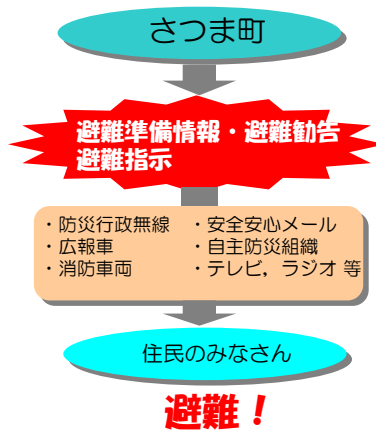 さつま町
避難準備情報・避難勧告
避難指示
・防災行政無線 ・安全安心メール
・広報車 ・自主防災組織
・消防車両 ・テレビ，ラジオ 等
住民のみなさん
避難！